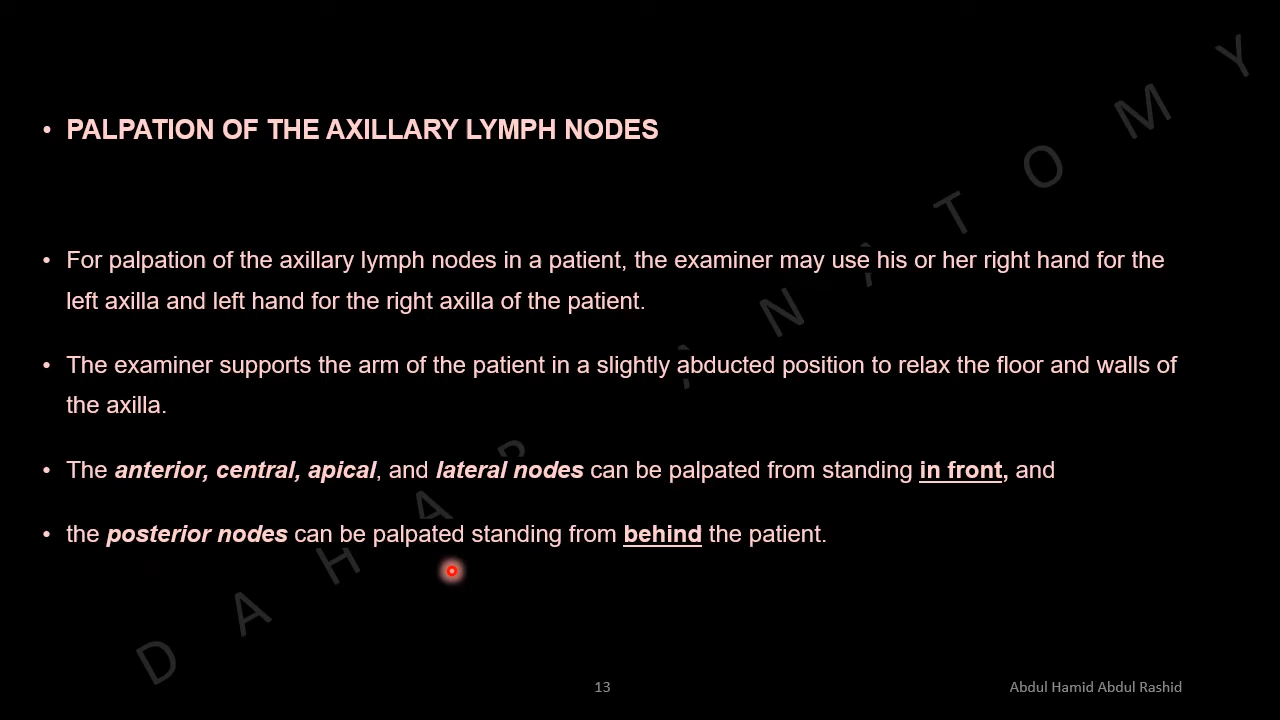 • PALPATION OF THE AXILLARY LYMPH NODES
• For palpation of the axillary lymph nodes in a patient, the examiner may use his or her right hand for the
left axilla and left hand for the right axilla of the patient.
• The examiner supports the arm of the patient in a slightly abducted position to relax the floor and walls of
the axilla.
• The anterior, central, apical, and lateral nodes can be palpated from standing in front, and
• the posterior nodes can be palpated standing from behind the patient.
DAHAR ANATOMY
13
Abdul Hamid Abdul Rashid